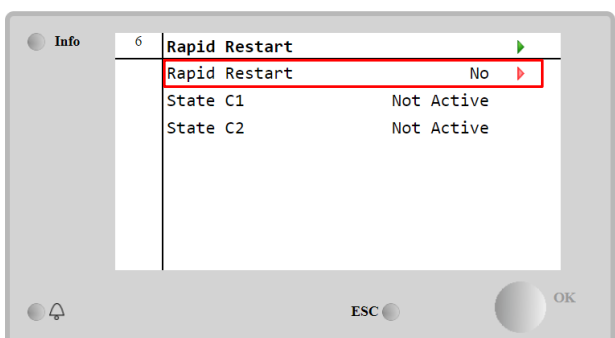 Info
6
Rapid Restart
Rapid Restart No
State C1 Not Active
State C2 Not Active
ESC
OK